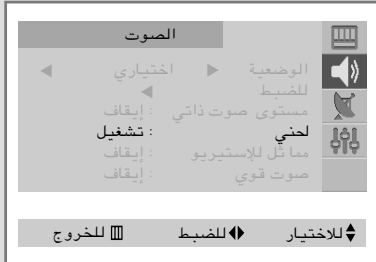 الصوت
الوضعية ▶ اختياري ◀
للضبط ◀
مستوى صوت ذاتي : إيقاف
لحني : تشغيل
مماثل للإستيريو : إيقاف
صوت قوي : إيقاف
للاختيار للضبط للخروج